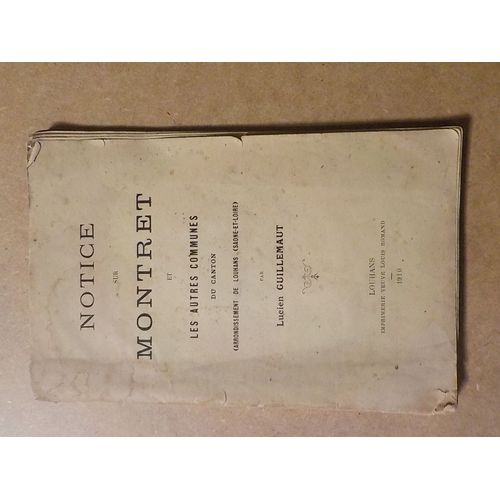 NOTICE
SUR
MONTRET
ET
LES AUTRES COMMUNES
DU CANTON
(ARRONDISSEMENT DE LOUHANS, (SAONE-ET-LOIRE)
PAR
Lucien GUILLEMAUT
LOUHANS
IMPRIMERIE VEUVE LOUIS ROMAND
1910